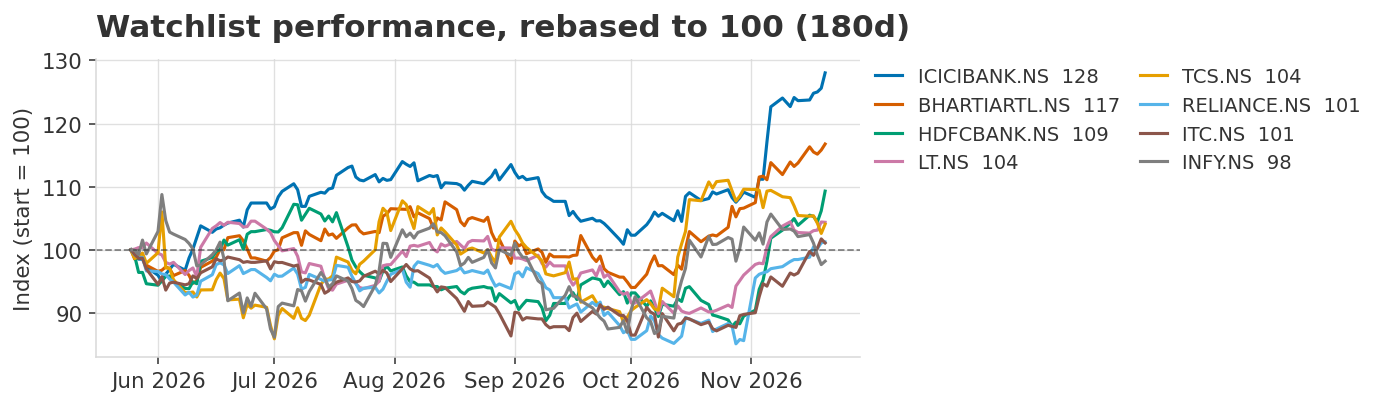 Watchlist performance, rebased to 100 (180d)
Index (start = 100)
130
120
110
100
90
Jun 2026 Jul 2026 Aug 2026 Sep 2026 Oct 2026 Nov 2026
ICICIBANK.NS 128
BHARTIARTL.NS 117
HDFCBANK.NS 109
LT.NS 104
TCS.NS 104
RELIANCE.NS 101
ITC.NS 101
INFY.NS 98